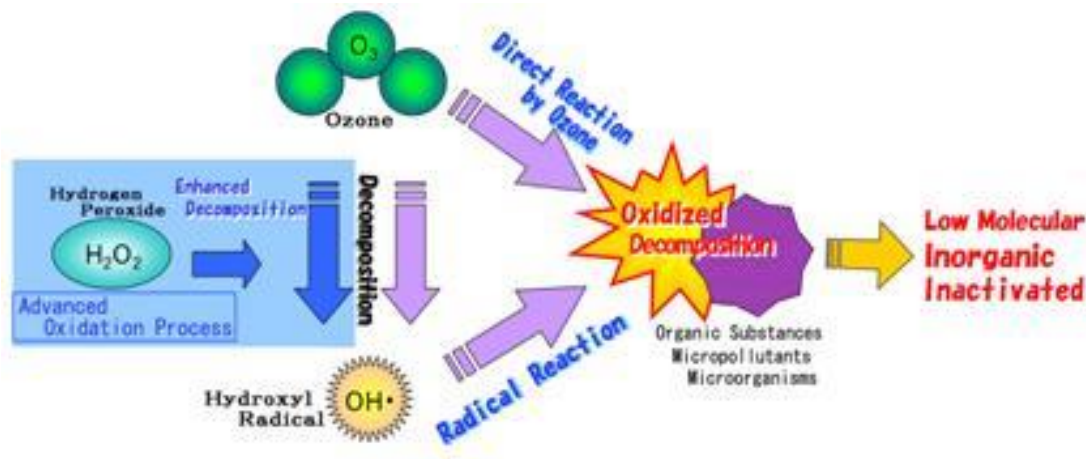 O₃
Ozone
Direct Reaction
by Ozone
Hydrogen
Peroxide
H₂O₂
Enhanced
Decomposition
Advanced
Oxidation Process
Decomposition
Hydroxyl
Radical
OH•
Radical Reaction
Oxidized
Decomposition
Organic Substances
Micropollutants
Microorganisms
Low Molecular
Inorganic
Inactivated